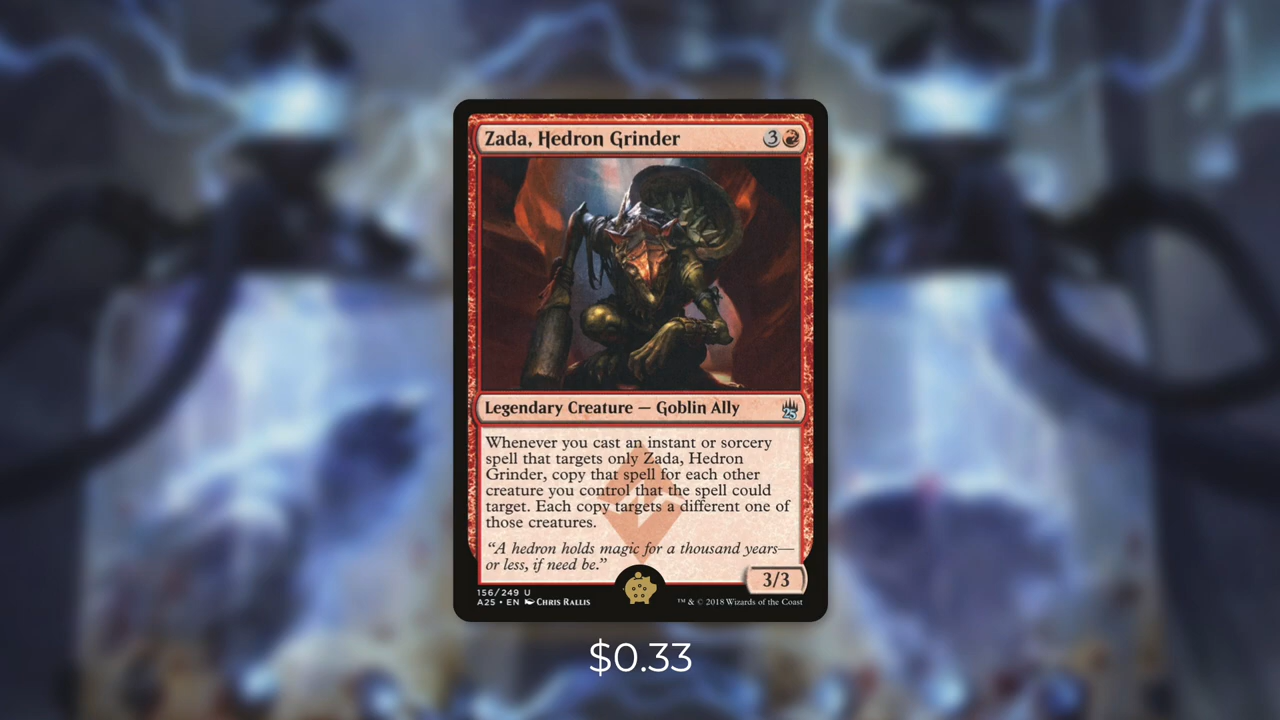 Zada, Hedron Grinder
3
Legendary Creature — Goblin Ally
25
Whenever you cast an instant or sorcery
spell that targets only Zada, Hedron
Grinder, copy that spell for each other
creature you control that the spell could
target. Each copy targets a different one of
those creatures.
“A hedron holds magic for a thousand years—
or less, if need be.”
3/3
156/249 U
A25 • EN Chris Rallis
™ & © 2018 Wizards of the Coast
$0.33